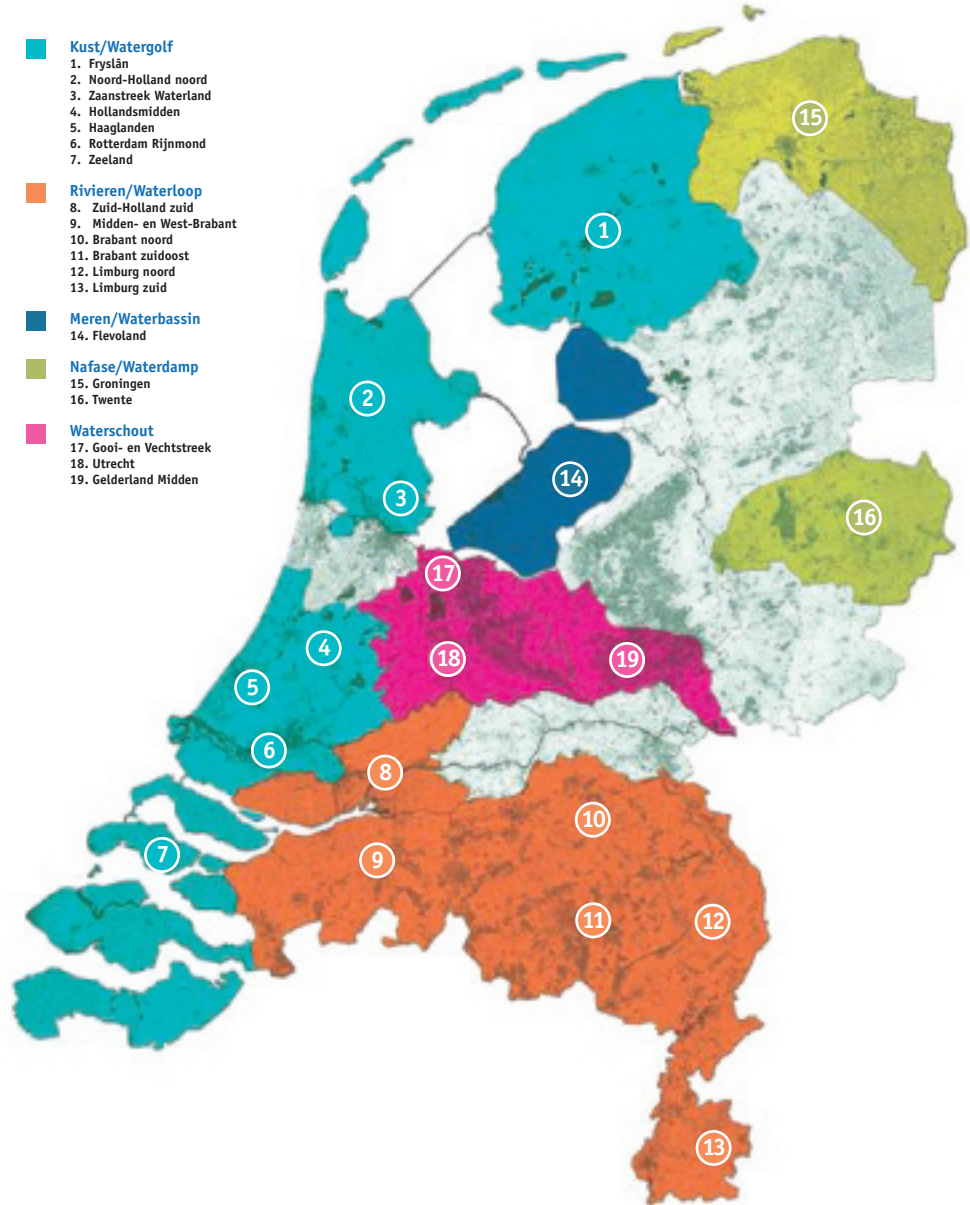 Kust/Watergolf
1. Fryslân
2. Noord-Holland noord
3. Zaanstreek Waterland
4. Hollandsmidden
5. Haaglanden
6. Rotterdam Rijnmond
7. Zeeland
Rivieren/Waterloop
8. Zuid-Holland zuid
9. Midden- en West-Brabant
10. Brabant noord
11. Brabant zuidoost
12. Limburg noord
13. Limburg zuid
Meren/Waterbassin
14. Flevoland
Nafase/Waterdamp
15. Groningen
16. Twente
Waterschout
17. Gooi- en Vechtstreek
18. Utrecht
19. Gelderland Midden
15
1
2
14
3
16
17
4
18
19
5
6
8
10
7
9
11
12
13